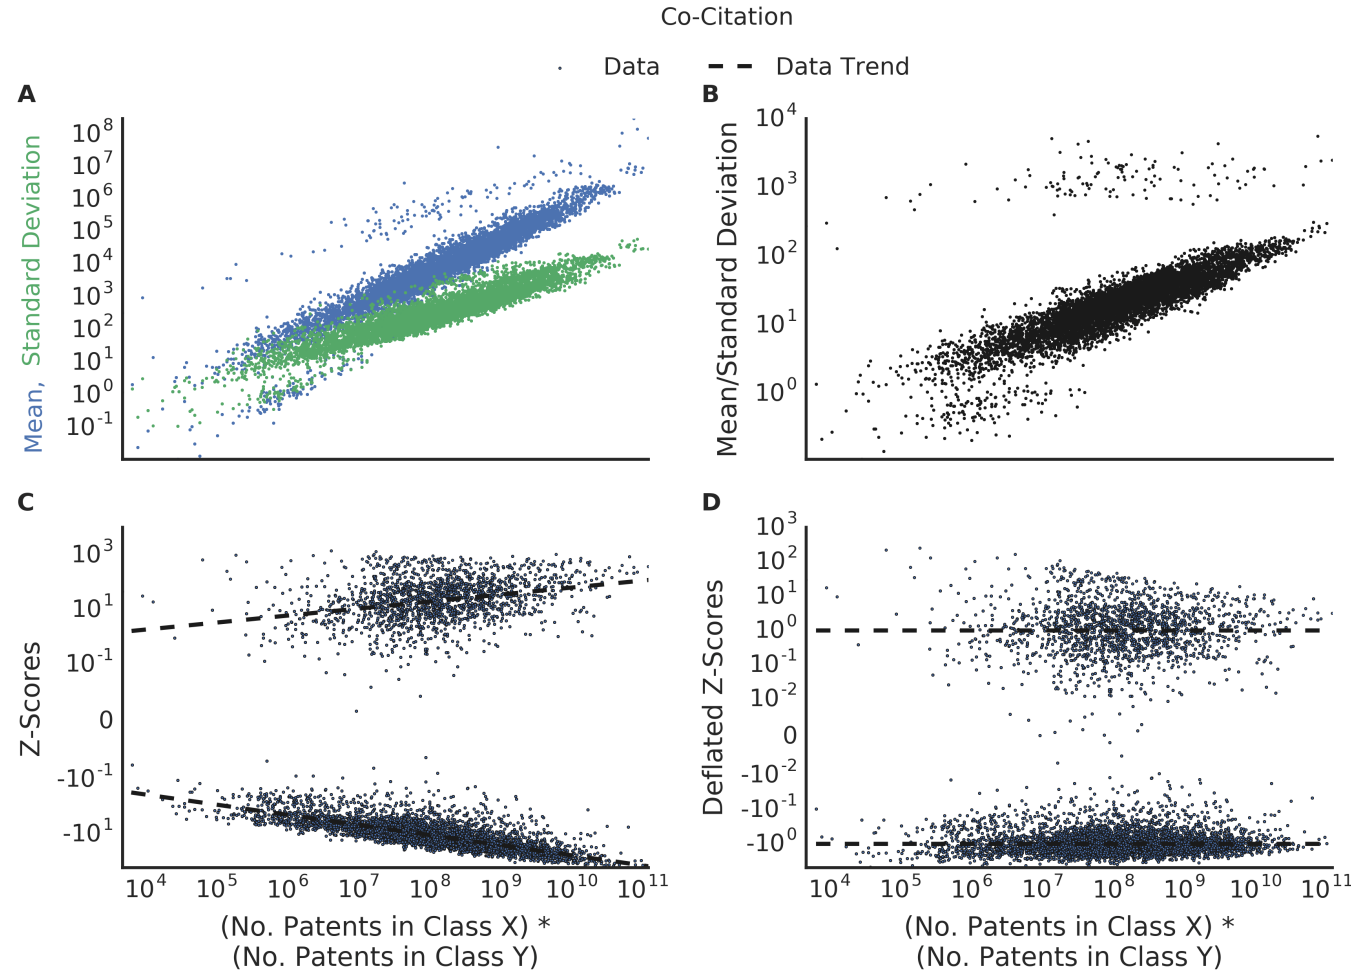 Co-Citation
Data
Data Trend
A
Mean, Standard Deviation
10^8
10^7
10^6
10^5
10^4
10^3
10^2
10^1
10^0
10^-1
B
Mean/Standard Deviation
10^4
10^3
10^2
10^1
10^0
C
Z-Scores
10^3
10^1
10^-1
0
-10^-1
-10^1
10^4 10^5 10^6 10^7 10^8 10^9 10^10 10^11
(No. Patents in Class X) *
(No. Patents in Class Y)
D
Deflated Z-Scores
10^3
10^2
10^1
10^0
10^-1
10^-2
0
-10^-2
-10^-1
-10^0
10^4 10^5 10^6 10^7 10^8 10^9 10^10 10^11
(No. Patents in Class X) *
(No. Patents in Class Y)